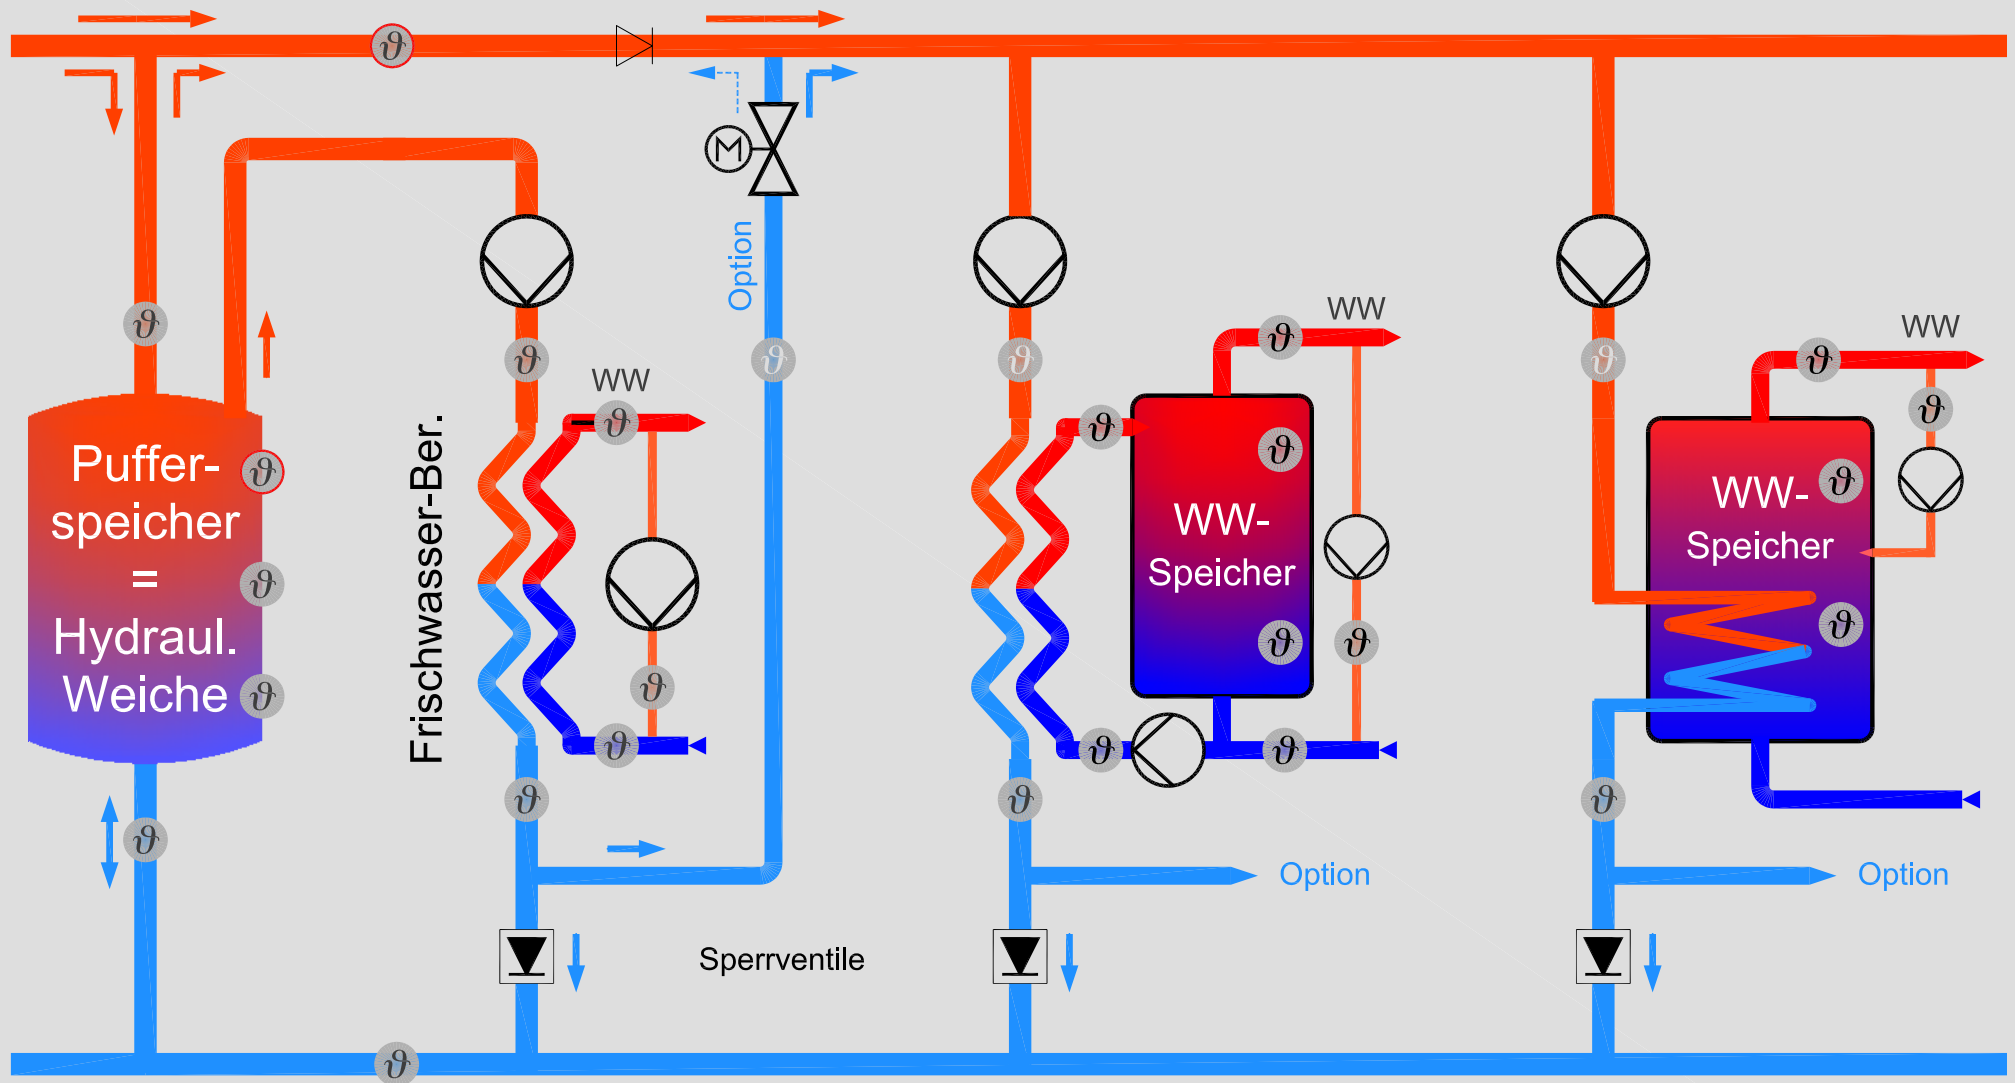 ϑ
M
Option
ϑ
ϑ
ϑ
ϑ
ϑ
WW
WW
WW
ϑ
ϑ
ϑ
ϑ
ϑ
ϑ
Frischwasser-Ber.
Puffer-
speicher
=
Hydraul.
Weiche
ϑ
ϑ
ϑ
WW-
Speicher
ϑ
ϑ
WW-
Speicher
ϑ
ϑ
ϑ
ϑ
ϑ
ϑ
ϑ
ϑ
ϑ
ϑ
ϑ
Option
Option
Sperrventile
ϑ